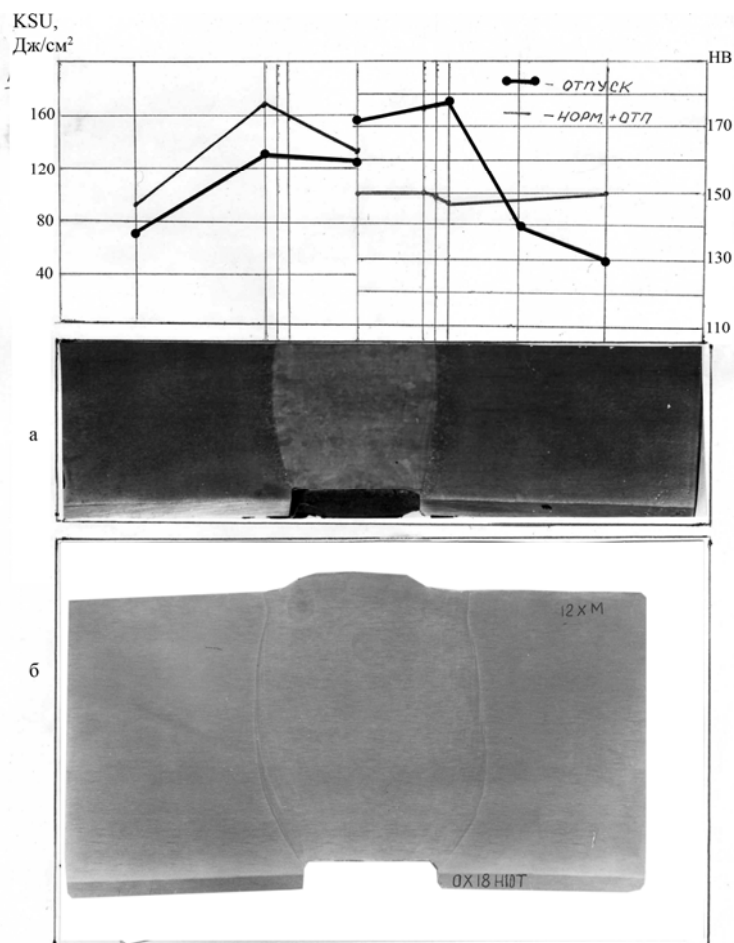 KSU,
Дж/см²
HB
160
120
80
40
170
150
130
110
- ОТПУСК
- НОРМ.+ОТП
а
б
12ХМ
0Х18Н10Т